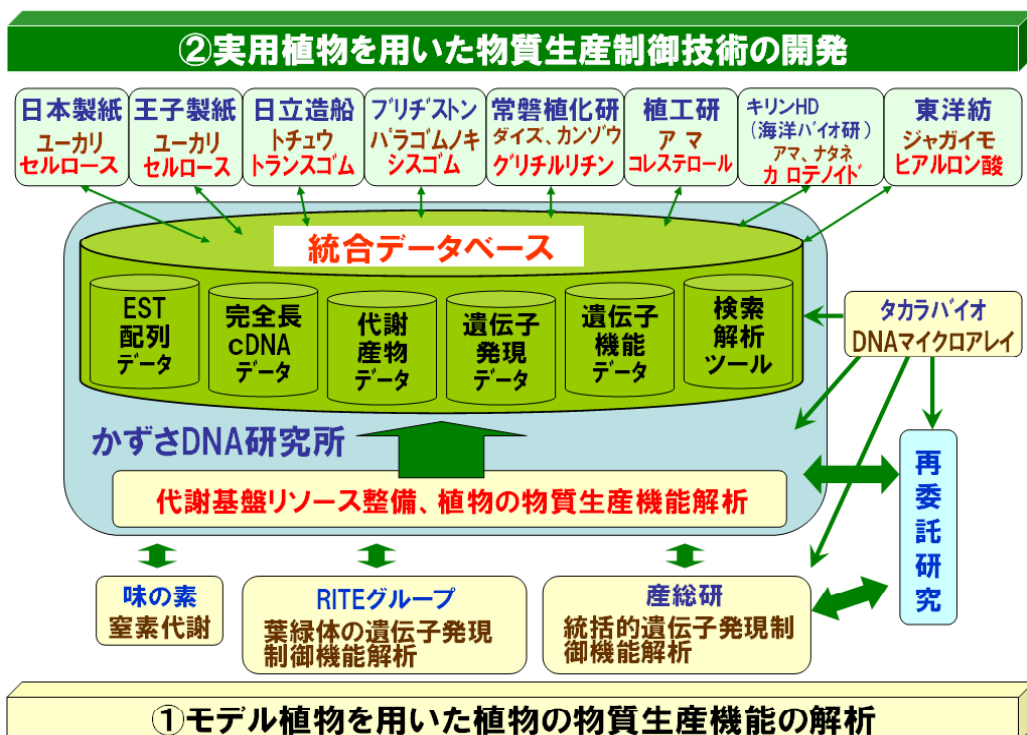 ②実用植物を用いた物質生産制御技術の開発
日本製紙
ユーカリ
セルロース
王子製紙
ユーカリ
セルロース
日立造船
トチュウ
トランスゴム
ブリヂストン
パラゴムノキ
シスゴム
常磐植化研
ダイズ、カンゾウ
グリチルリチン
植工研
アマ
コレステロール
キリンHD
(海洋バイオ研)
アマ、ナタネ
カロテノイド
東洋紡
ジャガイモ
ヒアルロン酸
統合データベース
EST
配列
データ
完全長
cDNA
データ
代謝
産物
データ
遺伝子
発現
データ
遺伝子
機能
データ
検索
解析
ツール
タカラバイオ
DNAマイクロアレイ
かずさDNA研究所
代謝基盤リソース整備、植物の物質生産機能解析
再委託研究
味の素
窒素代謝
RITEグループ
葉緑体の遺伝子発現
制御機能解析
産総研
統括的遺伝子発現制
御機能解析
①モデル植物を用いた植物の物質生産機能の解析